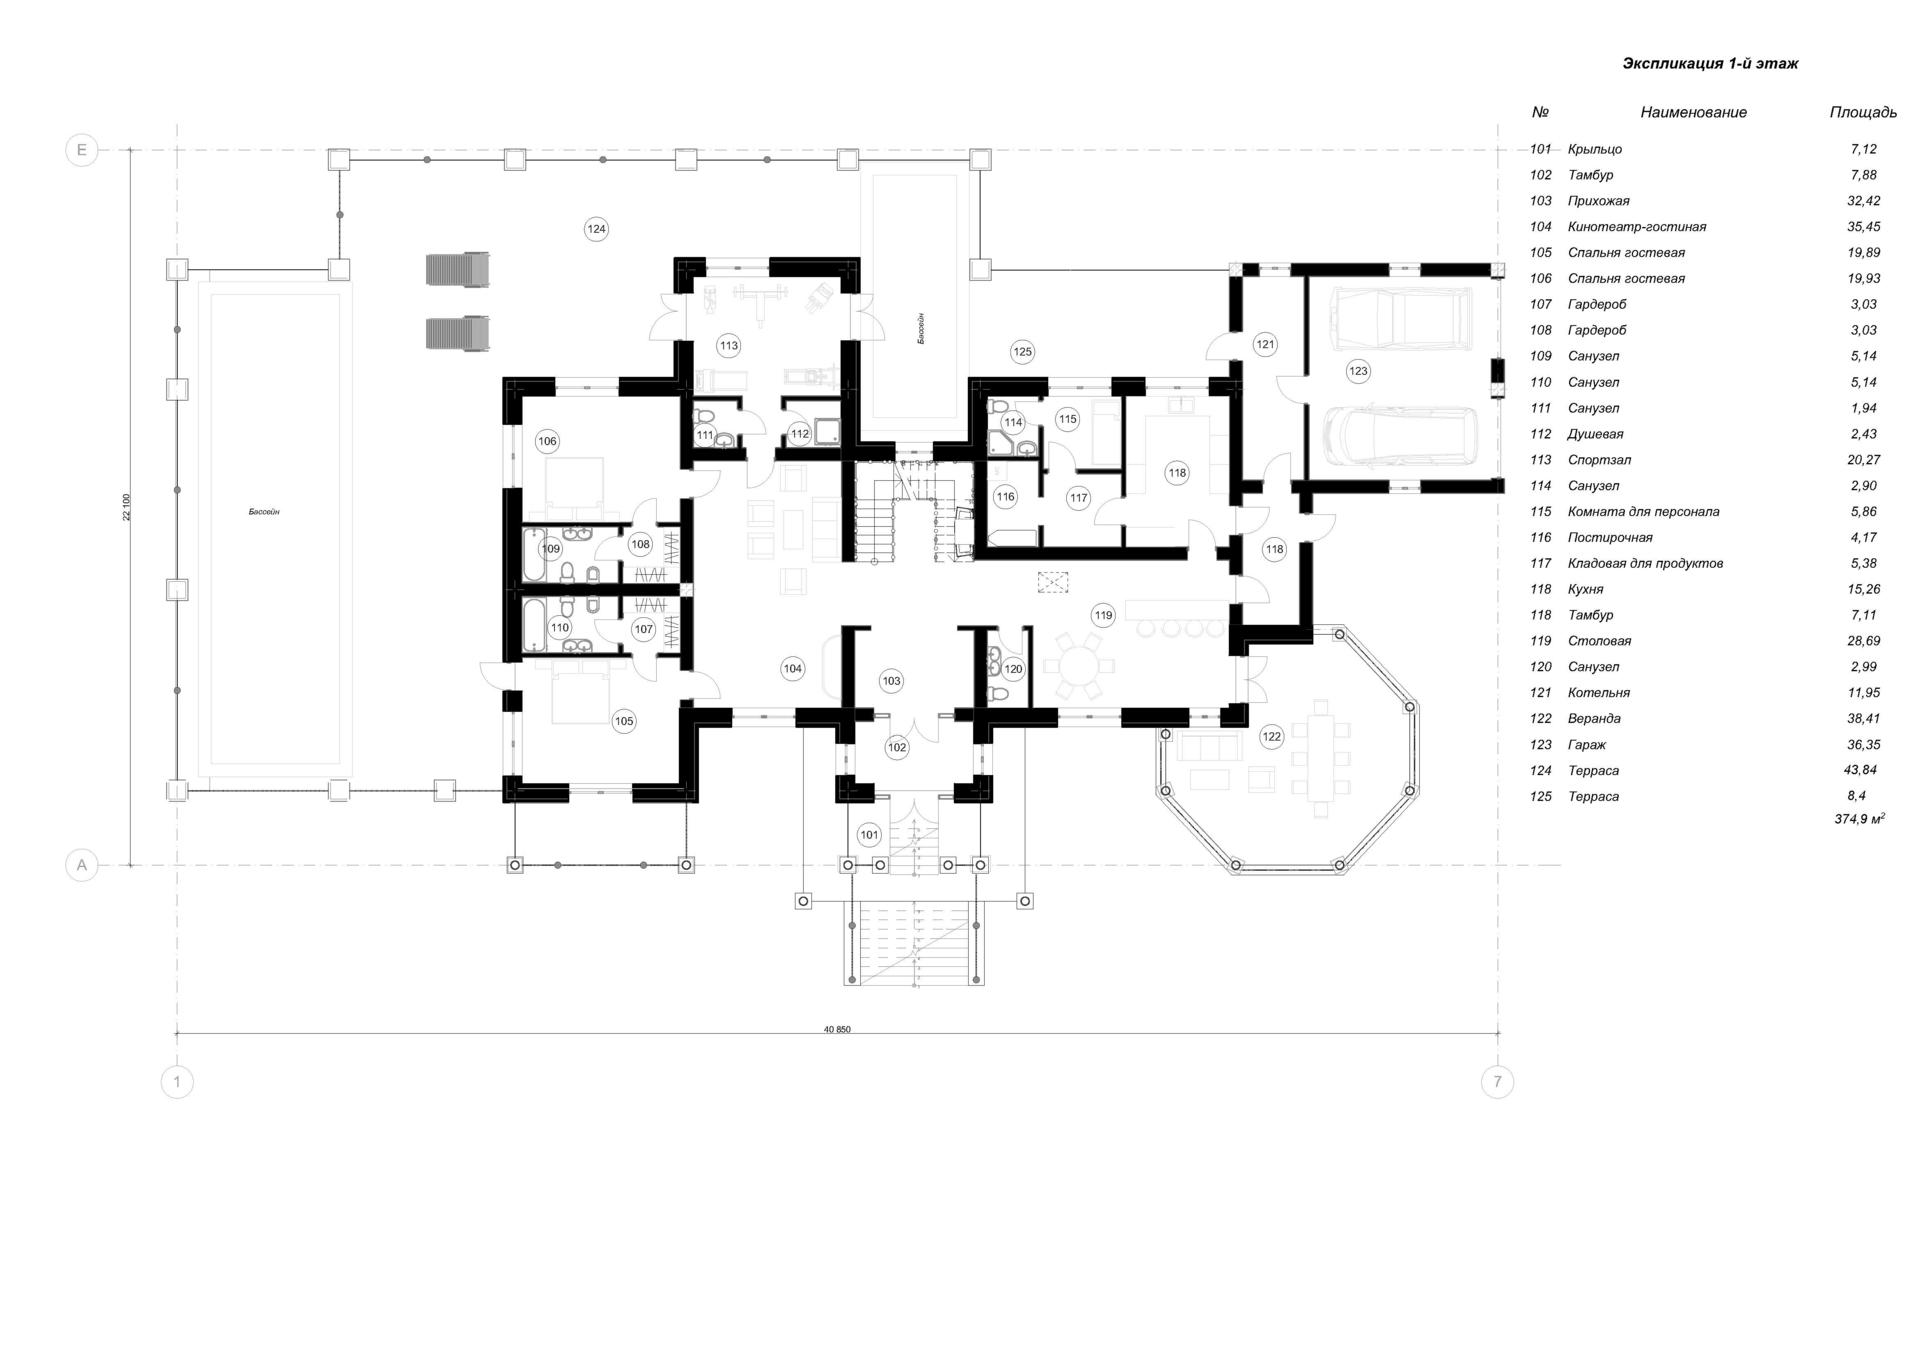 Экспликация 1-й этаж
№ Наименование Площадь
101 Крыльцо 7,12
102 Тамбур 7,88
103 Прихожая 32,42
104 Кинотеатр-гостиная 35,45
105 Спальня гостевая 19,89
106 Спальня гостевая 19,93
107 Гардероб 3,03
108 Гардероб 3,03
109 Санузел 5,14
110 Санузел 5,14
111 Санузел 1,94
112 Душевая 2,43
113 Спортзал 20,27
114 Санузел 2,90
115 Комната для персонала 5,86
116 Постирочная 4,17
117 Кладовая для продуктов 5,38
118 Кухня 15,26
118 Тамбур 7,11
119 Столовая 28,69
120 Санузел 2,99
121 Котельня 11,95
122 Веранда 38,41
123 Гараж 36,35
124 Терраса 43,84
125 Терраса 8,4
374,9 м²
Е
124
Бассейн
113
125
121
123
111
112
114
115
106
118
116
117
22 100
Бассейн
109
108
118
110
107
119
104
103
120
105
102
122
101
А
40 850
1
7